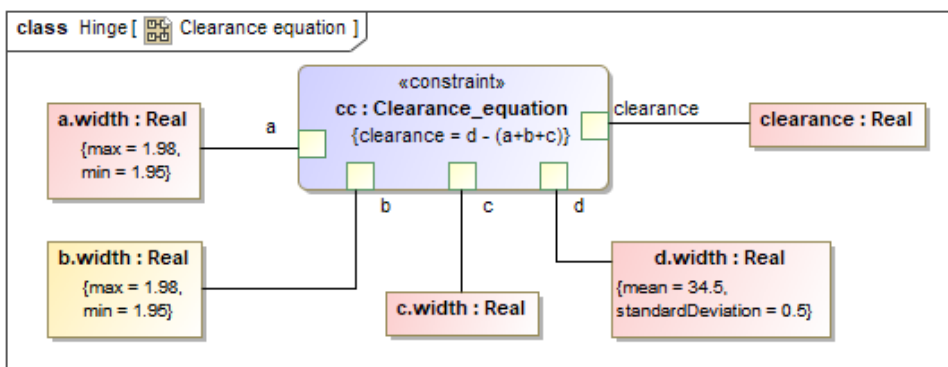 class Hinge [ Clearance equation ]
«constraint»
cc : Clearance_equation
{clearance = d - (a+b+c)}
a
clearance
b
c
d
a.width : Real
{max = 1.98,
min = 1.95}
clearance : Real
b.width : Real
{max = 1.98,
min = 1.95}
c.width : Real
d.width : Real
{mean = 34.5,
standardDeviation = 0.5}